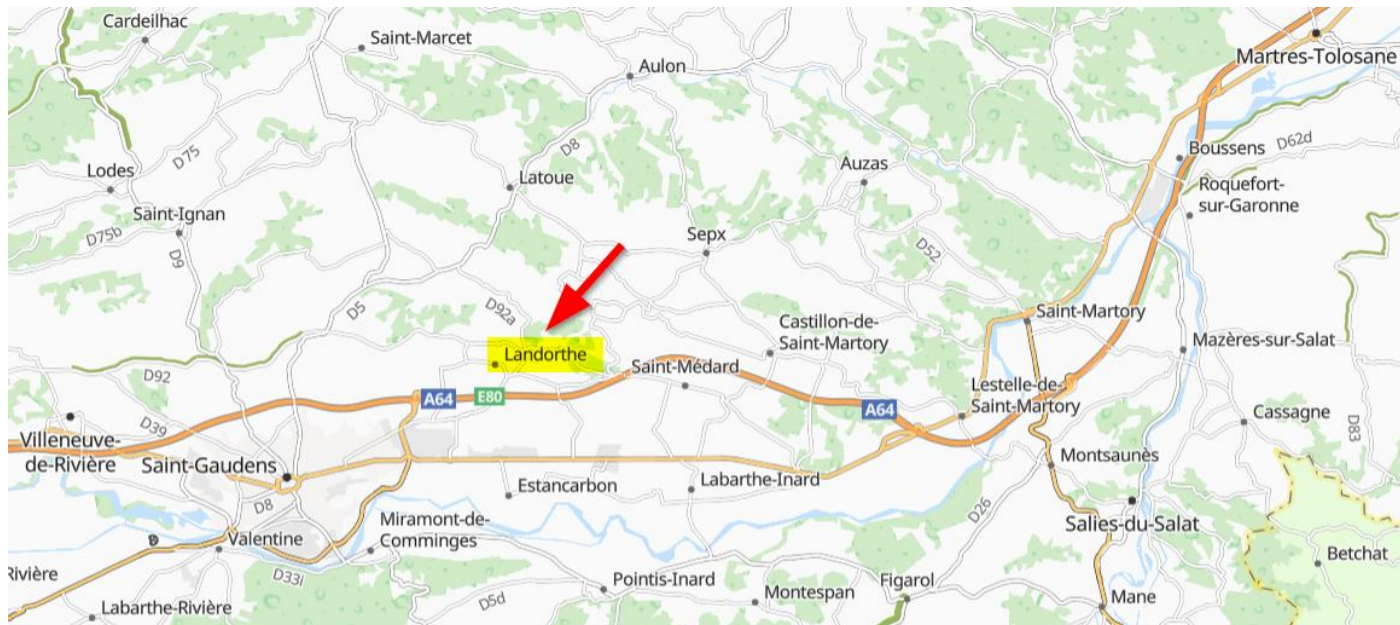 Cardeilhac
Saint-Marcet
Aulon
Martres-Tolosane
D75
D8
Auzas
Boussens
D62d
Lodes
Latoue
Roquefort-
sur-Garonne
Saint-Ignan
D75b
D9
Sepx
D52
D5
D92a
Castillon-de-
Saint-Martory
Saint-Martory
Mazères-sur-Salat
Landorthe
Saint-Médard
D92
A64
E80
A64
Lestelle-de-
Saint-Martory
Cassagne
D83
D39
Villeneuve-
de-Rivière
Saint-Gaudens
Montsaunès
Estancarbon
Labarthe-Inard
D8
D26
Salies-du-Salat
Miramont-de-
Comminges
Valentine
Betchat
Rivière
D33i
Pointis-Inard
Figarol
D5d
Montespan
Mane
Labarthe-Rivière